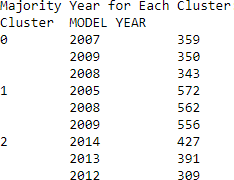 Majority Year for Each Cluster
Cluster  MODEL YEAR
0        2007          359
         2009          350
         2008          343
1        2005          572
         2008          562
         2009          556
2        2014          427
         2013          391
         2012          309